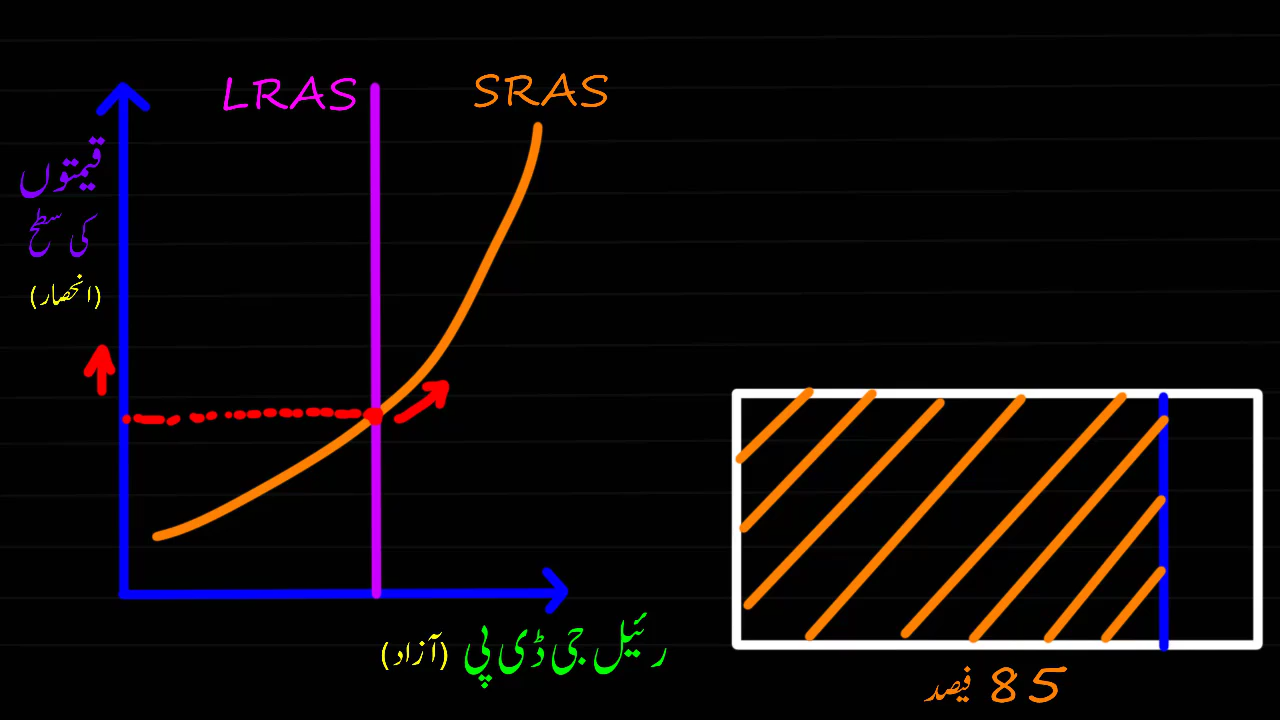 LRAS
SRAS
قیمتوں
کی سطح
(انحصار)
رئیل جی ڈی پی (آزاد)
85 فیصد